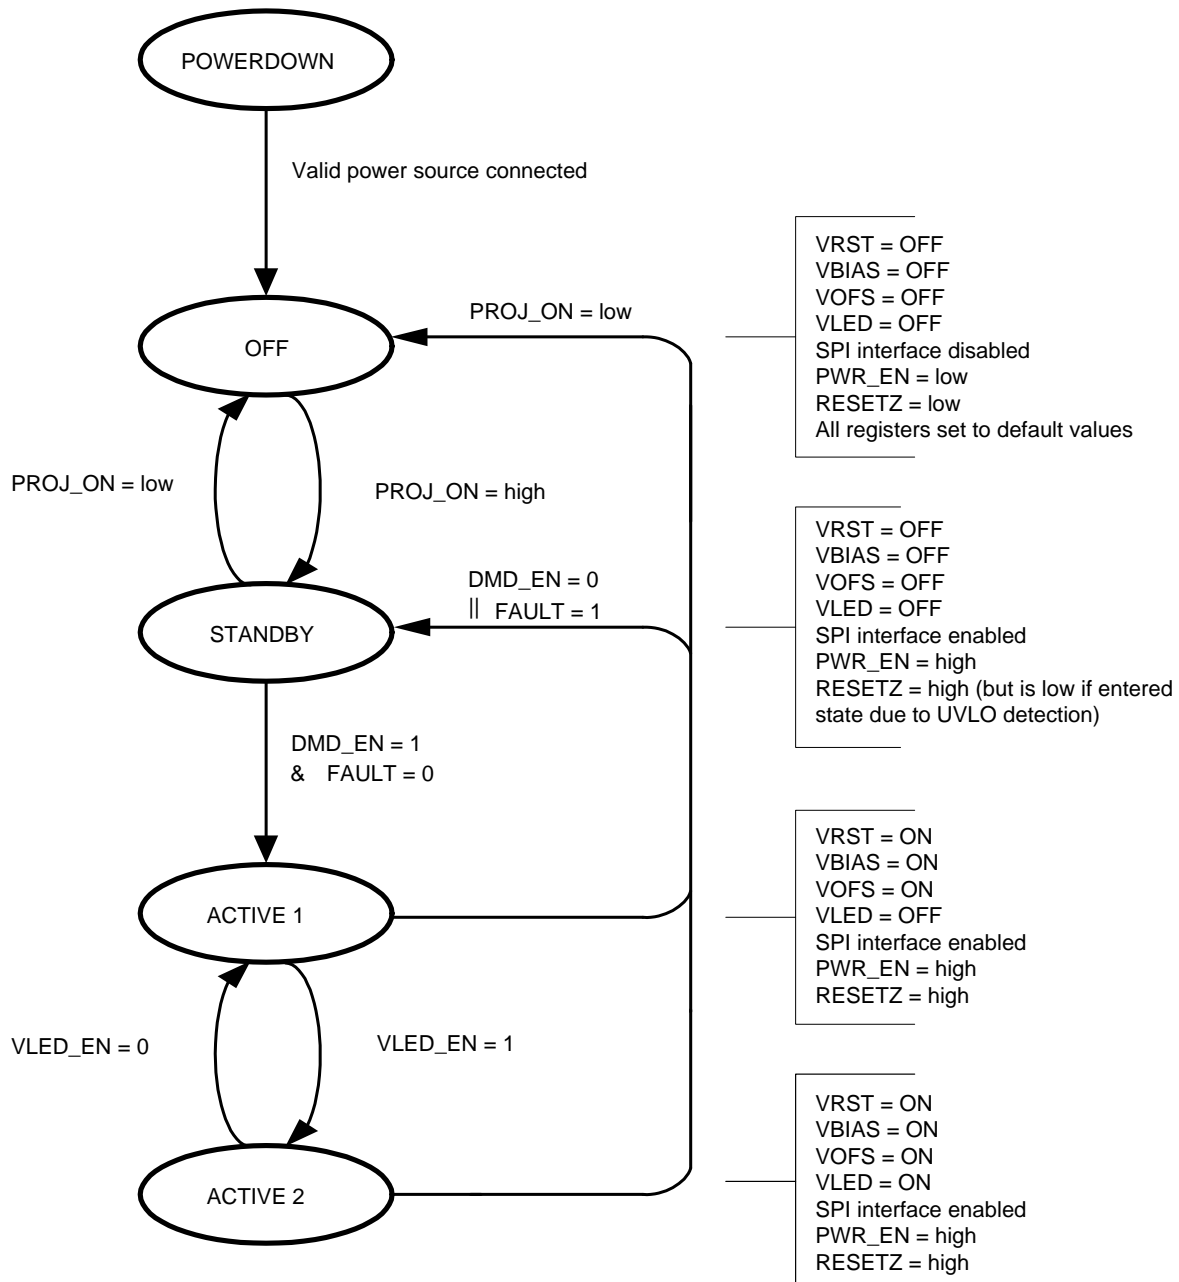 POWERDOWN
Valid power source connected
VRST = OFF
VBIAS = OFF
VOFS = OFF
VLED = OFF
SPI interface disabled
PWR_EN = low
RESETZ = low
All registers set to default values
PROJ_ON = low
OFF
PROJ_ON = low
PROJ_ON = high
VRST = OFF
VBIAS = OFF
VOFS = OFF
VLED = OFF
SPI interface enabled
PWR_EN = high
RESETZ = high (but is low if entered
state due to UVLO detection)
DMD_EN = 0
|| FAULT = 1
STANDBY
DMD_EN = 1
& FAULT = 0
VRST = ON
VBIAS = ON
VOFS = ON
VLED = OFF
SPI interface enabled
PWR_EN = high
RESETZ = high
ACTIVE 1
VLED_EN = 0
VLED_EN = 1
VRST = ON
VBIAS = ON
VOFS = ON
VLED = ON
SPI interface enabled
PWR_EN = high
RESETZ = high
ACTIVE 2